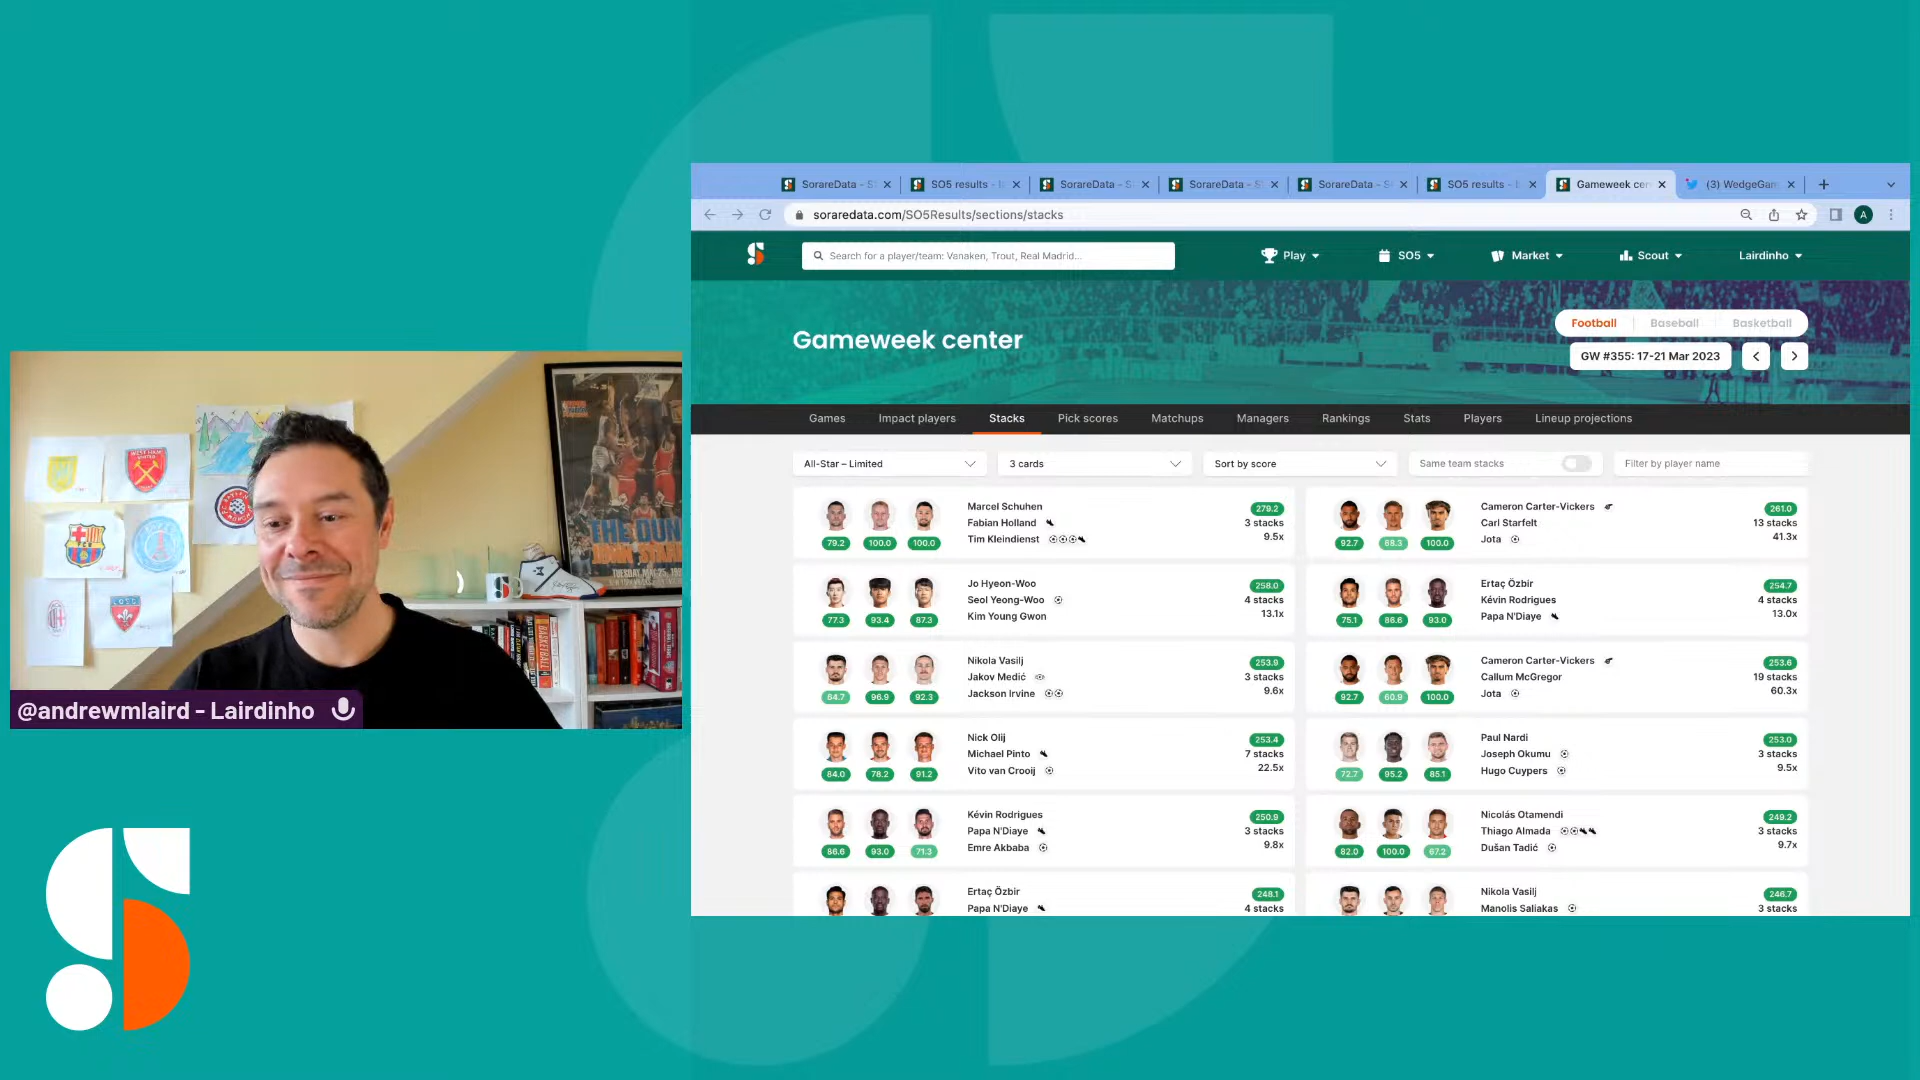 SorareData - S
SO5 results -
SorareData -
SorareData - S
SorareData - S
SO5 results -
Gameweek cen
(3) WedgeGan
soraredata.com/SO5Results/sections/stacks
A
Search for a player/team: Vanaken, Trout, Real Madrid...
Play
SO5
Market
Scout
Lairdinho
Gameweek center
Football
Baseball
Basketball
GW #355: 17-21 Mar 2023
Games
Impact players
Stacks
Pick scores
Matchups
Managers
Rankings
Stats
Players
Lineup projections
All-Star – Limited
3 cards
Sort by score
Same team stacks
Filter by player name
Marcel Schuhen
Fabian Holland
Tim Kleindienst
79.2 100.0 100.0
279.2
3 stacks
9.5x
Cameron Carter-Vickers
Carl Starfelt
Jota
92.7 68.3 100.0
261.0
13 stacks
41.3x
Jo Hyeon-Woo
Seol Yeong-Woo
Kim Young Gwon
77.3 93.4 87.3
258.0
4 stacks
13.1x
Ertaç Özbir
Kévin Rodrigues
Papa N'Diaye
75.1 86.6 93.0
254.7
4 stacks
13.0x
Nikola Vasilj
Jakov Medić
Jackson Irvine
64.7 96.9 92.3
253.9
3 stacks
9.6x
Cameron Carter-Vickers
Callum McGregor
Jota
92.7 60.9 100.0
253.6
19 stacks
60.3x
Nick Olij
Michael Pinto
Vito van Crooij
84.0 78.2 91.2
253.4
7 stacks
22.5x
Paul Nardi
Joseph Okumu
Hugo Cuypers
72.7 95.2 85.1
253.0
3 stacks
9.5x
Kévin Rodrigues
Papa N'Diaye
Emre Akbaba
86.6 93.0 71.3
250.9
3 stacks
9.8x
Nicolás Otamendi
Thiago Almada
Dušan Tadić
82.0 100.0 67.2
249.2
3 stacks
9.7x
Ertaç Özbir
Papa N'Diaye
248.1
4 stacks
Nikola Vasilj
Manolis Saliakas
246.7
3 stacks
THE DUN
JOHN STAR
TUESDAY, MAY 25, 199
@andrewmlaird - Lairdinho